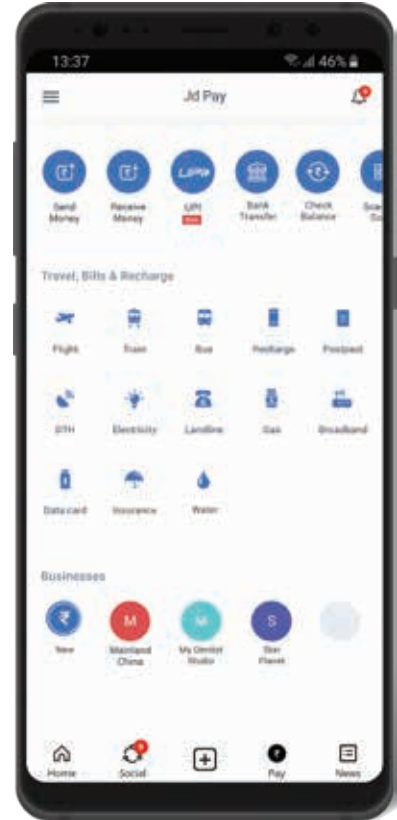 13:37
46%
Jd Pay
Send Money
Receive Money
UPI
UPI
Bank Transfer
Check Balance
Travel, Bills & Recharge
Flight
Train
Bus
Recharge
Postpaid
DTH
Electricity
Landline
Gas
Broadband
Data card
Insurance
Water
Businesses
₹
M
M
S
New
Mainland
China
My Dentist
Studio
Planet
Home
Social
₹
Pay
News